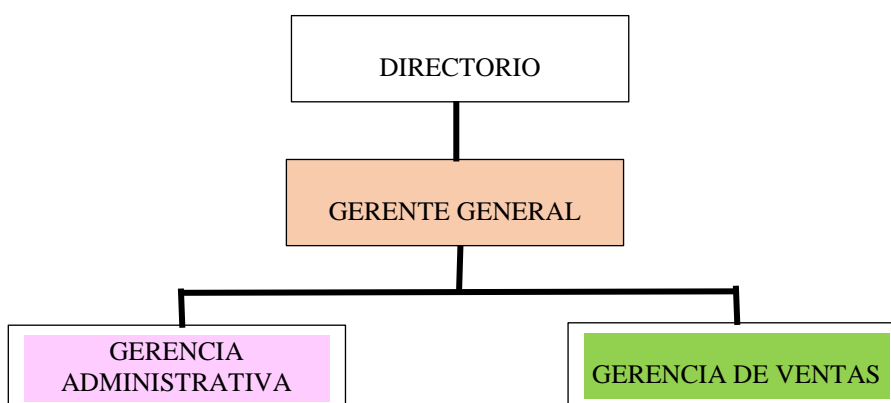 DIRECTORIO
GERENTE GENERAL
GERENCIA
ADMINISTRATIVA
GERENCIA DE VENTAS